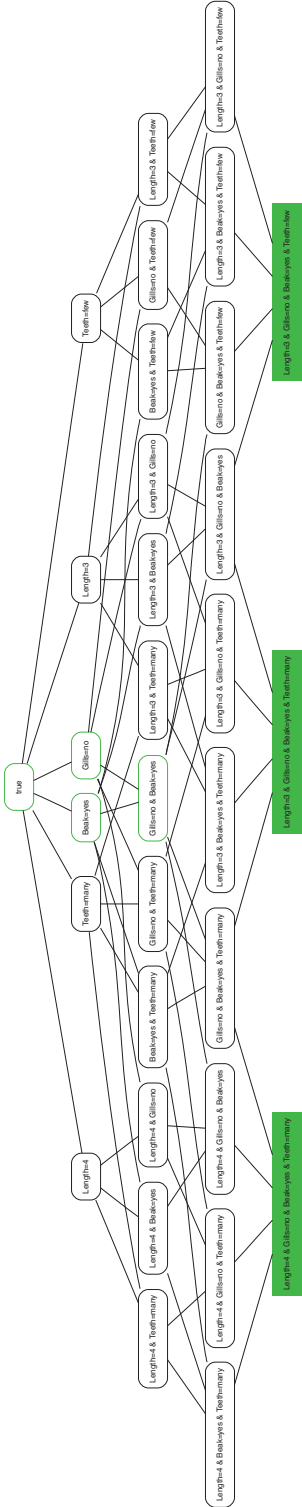 true
Length=4
Teeth=many
Beak=yes
Gills=no
Length=3
Teeth=few
Length=4 & Teeth=many
Length=4 & Beak=yes
Length=4 & Gills=no
Beak=yes & Teeth=many
Gills=no & Teeth=many
Gills=no & Beak=yes
Length=3 & Teeth=many
Length=3 & Beak=yes
Length=3 & Gills=no
Beak=yes & Teeth=few
Gills=no & Teeth=few
Length=3 & Teeth=few
Length=4 & Beak=yes & Teeth=many
Length=4 & Gills=no & Teeth=many
Length=4 & Gills=no & Beak=yes
Gills=no & Beak=yes & Teeth=many
Length=3 & Beak=yes & Teeth=many
Length=3 & Gills=no & Teeth=many
Length=3 & Gills=no & Beak=yes
Gills=no & Beak=yes & Teeth=few
Length=3 & Beak=yes & Teeth=few
Length=3 & Gills=no & Teeth=few
Length=4 & Gills=no & Beak=yes & Teeth=many
Length=3 & Gills=no & Beak=yes & Teeth=many
Length=3 & Gills=no & Beak=yes & Teeth=few